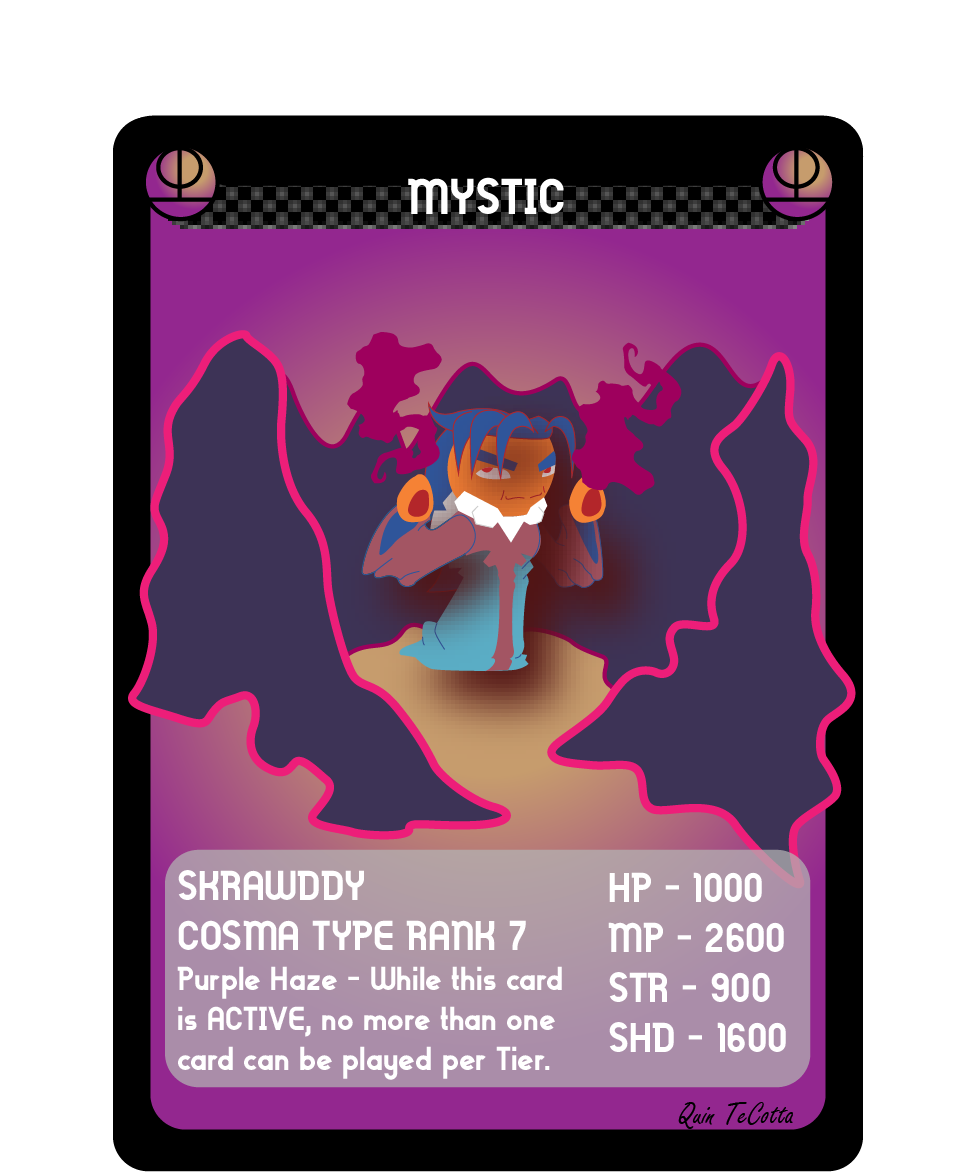 MYSTIC
SKRAWDDY
COSMA TYPE RANK 7
Purple Haze - While this card
is ACTIVE, no more than one
card can be played per Tier.
HP - 1000
MP - 2600
STR - 900
SHD - 1600
Quin TeCotta